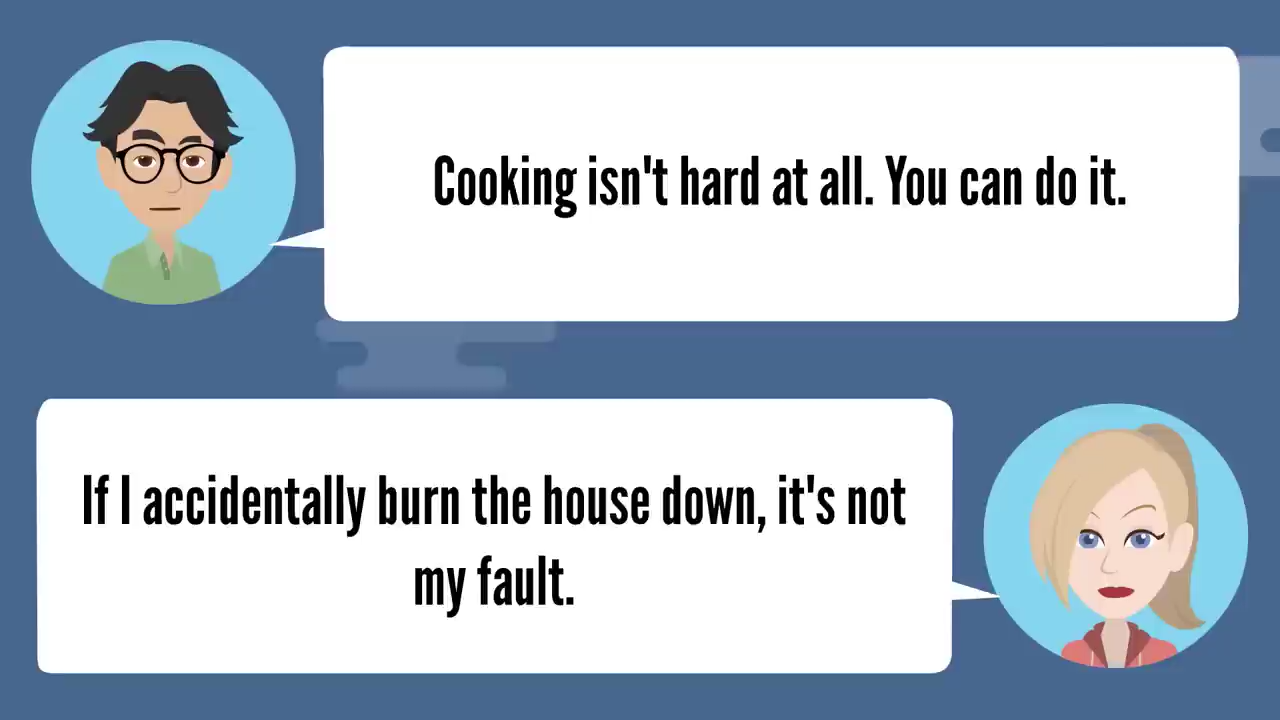 Cooking isn't hard at all. You can do it.
If I accidentally burn the house down, it's not
my fault.